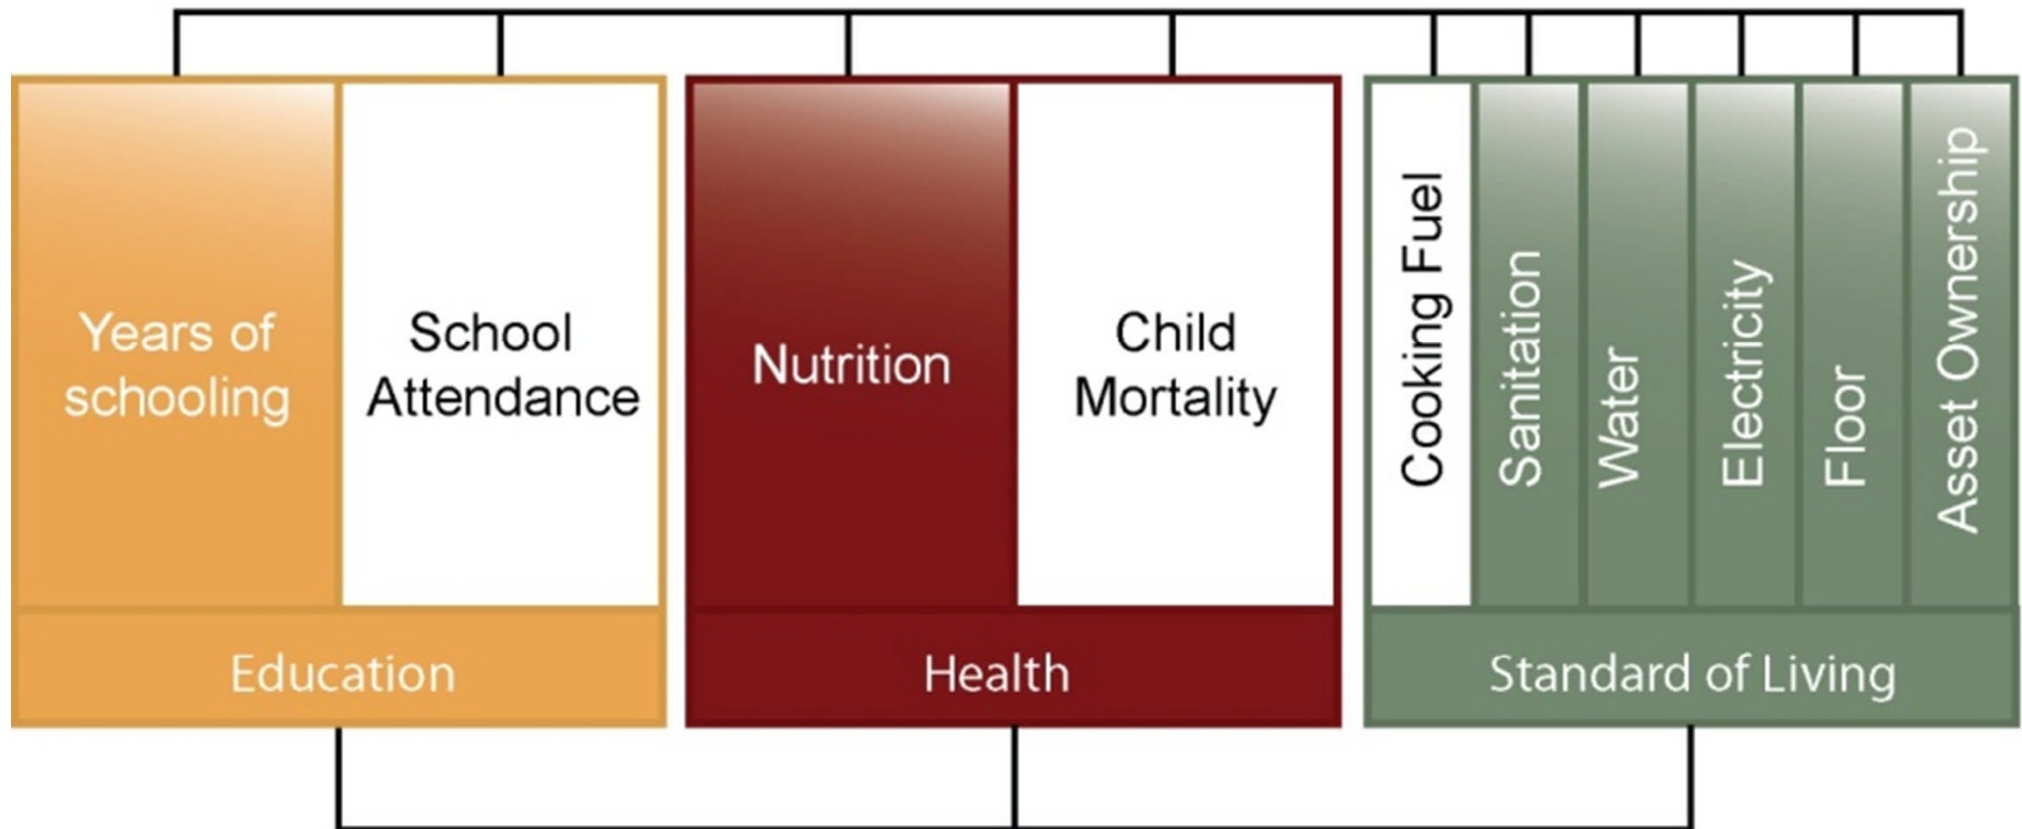 Years of
schooling
School
Attendance
Nutrition
Child
Mortality
Cooking Fuel
Sanitation
Water
Electricity
Floor
Asset Ownership
Education
Health
Standard of Living